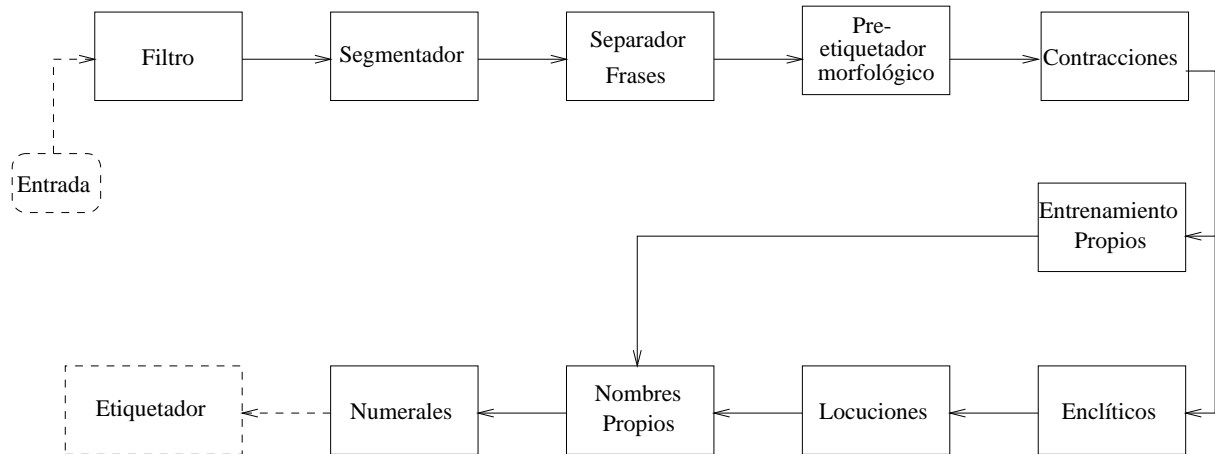 Filtro
Segmentador
Separador
Frases
Pre-
etiquetador
morfológico
Contracciones
Entrada
Entrenamiento
Propios
Etiquetador
Numerales
Nombres
Propios
Locuciones
Enclíticos